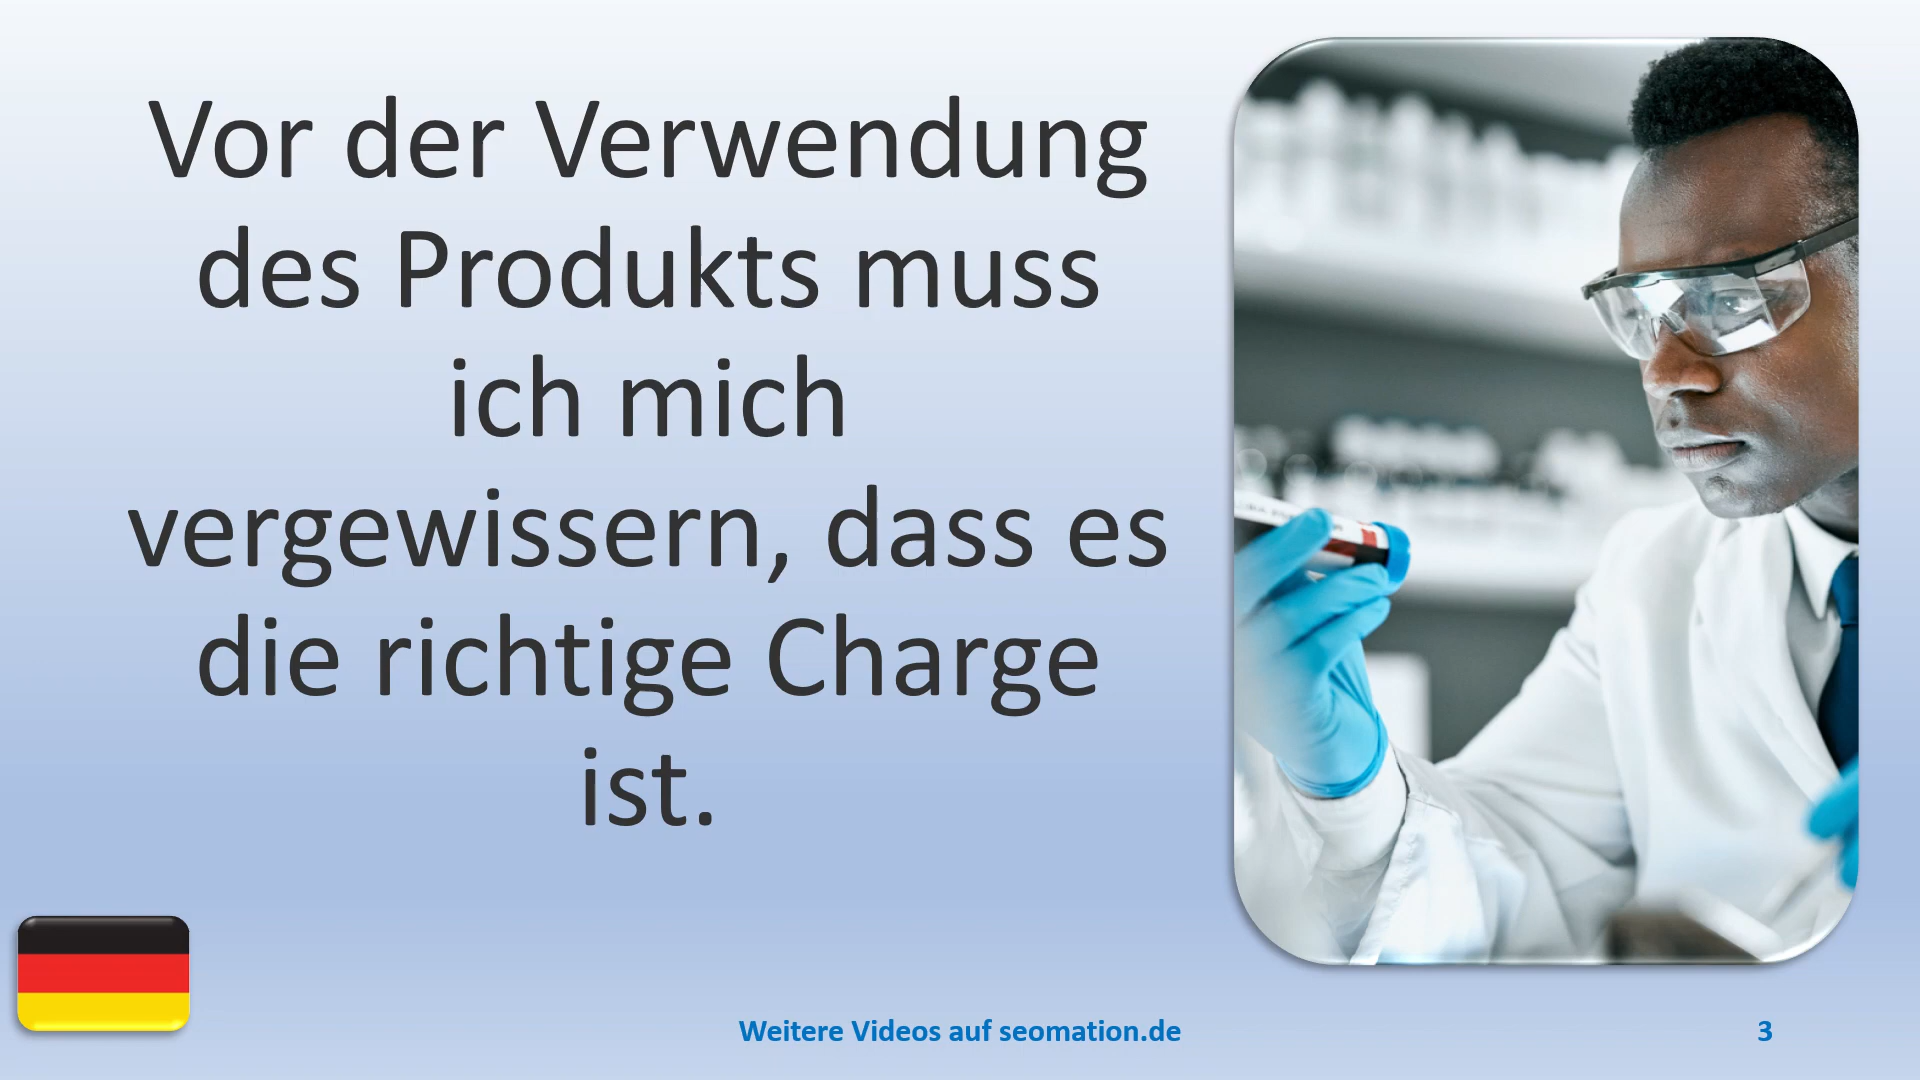 Vor der Verwendung
des Produkts muss
ich mich
vergewissern, dass es
die richtige Charge
ist.
Weitere Videos auf seomation.de
3